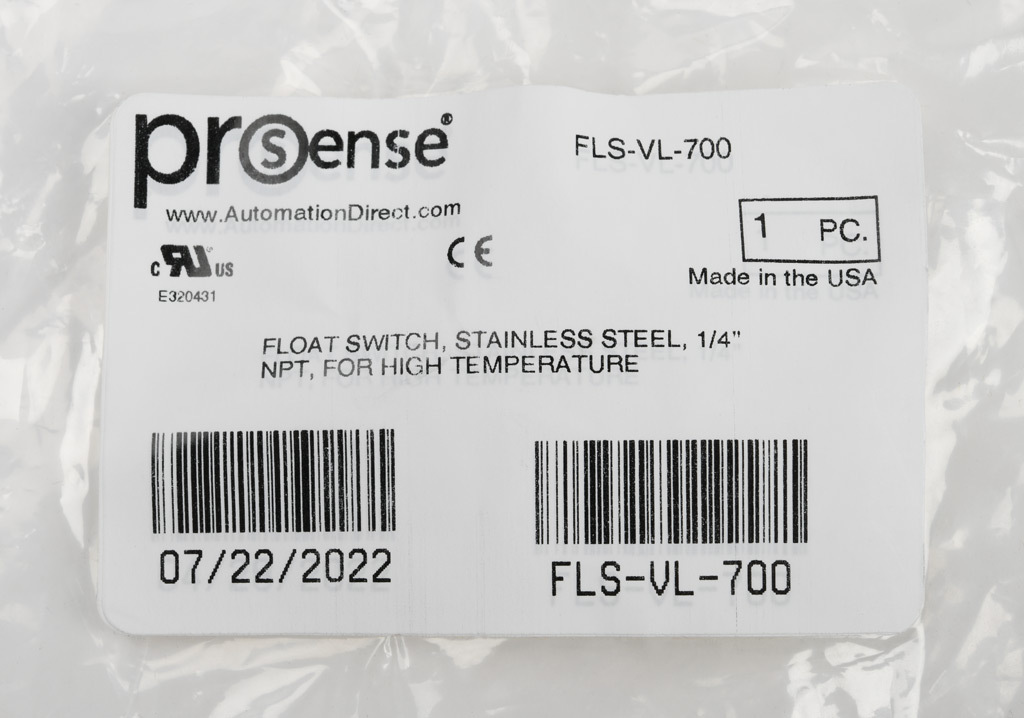 prosense®
FLS-VL-700
www.AutomationDirect.com
1 PC.
c RU US
CE
Made in the USA
E320431
FLOAT SWITCH, STAINLESS STEEL, 1/4"
NPT, FOR HIGH TEMPERATURE
07/22/2022
FLS-VL-700